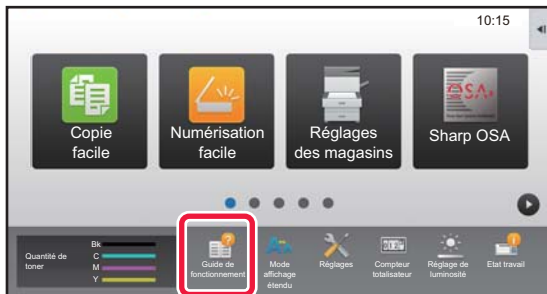 10:15
Copie
facile
Numérisation
facile
Réglages
des magasins
OSA
Sharp OSA
Quantité de
toner
Bk
C
M
Y
Guide de
fonctionnement
Mode
affichage
étendu
Réglages
Compteur
totalisateur
Réglage de
luminosité
Etat travail